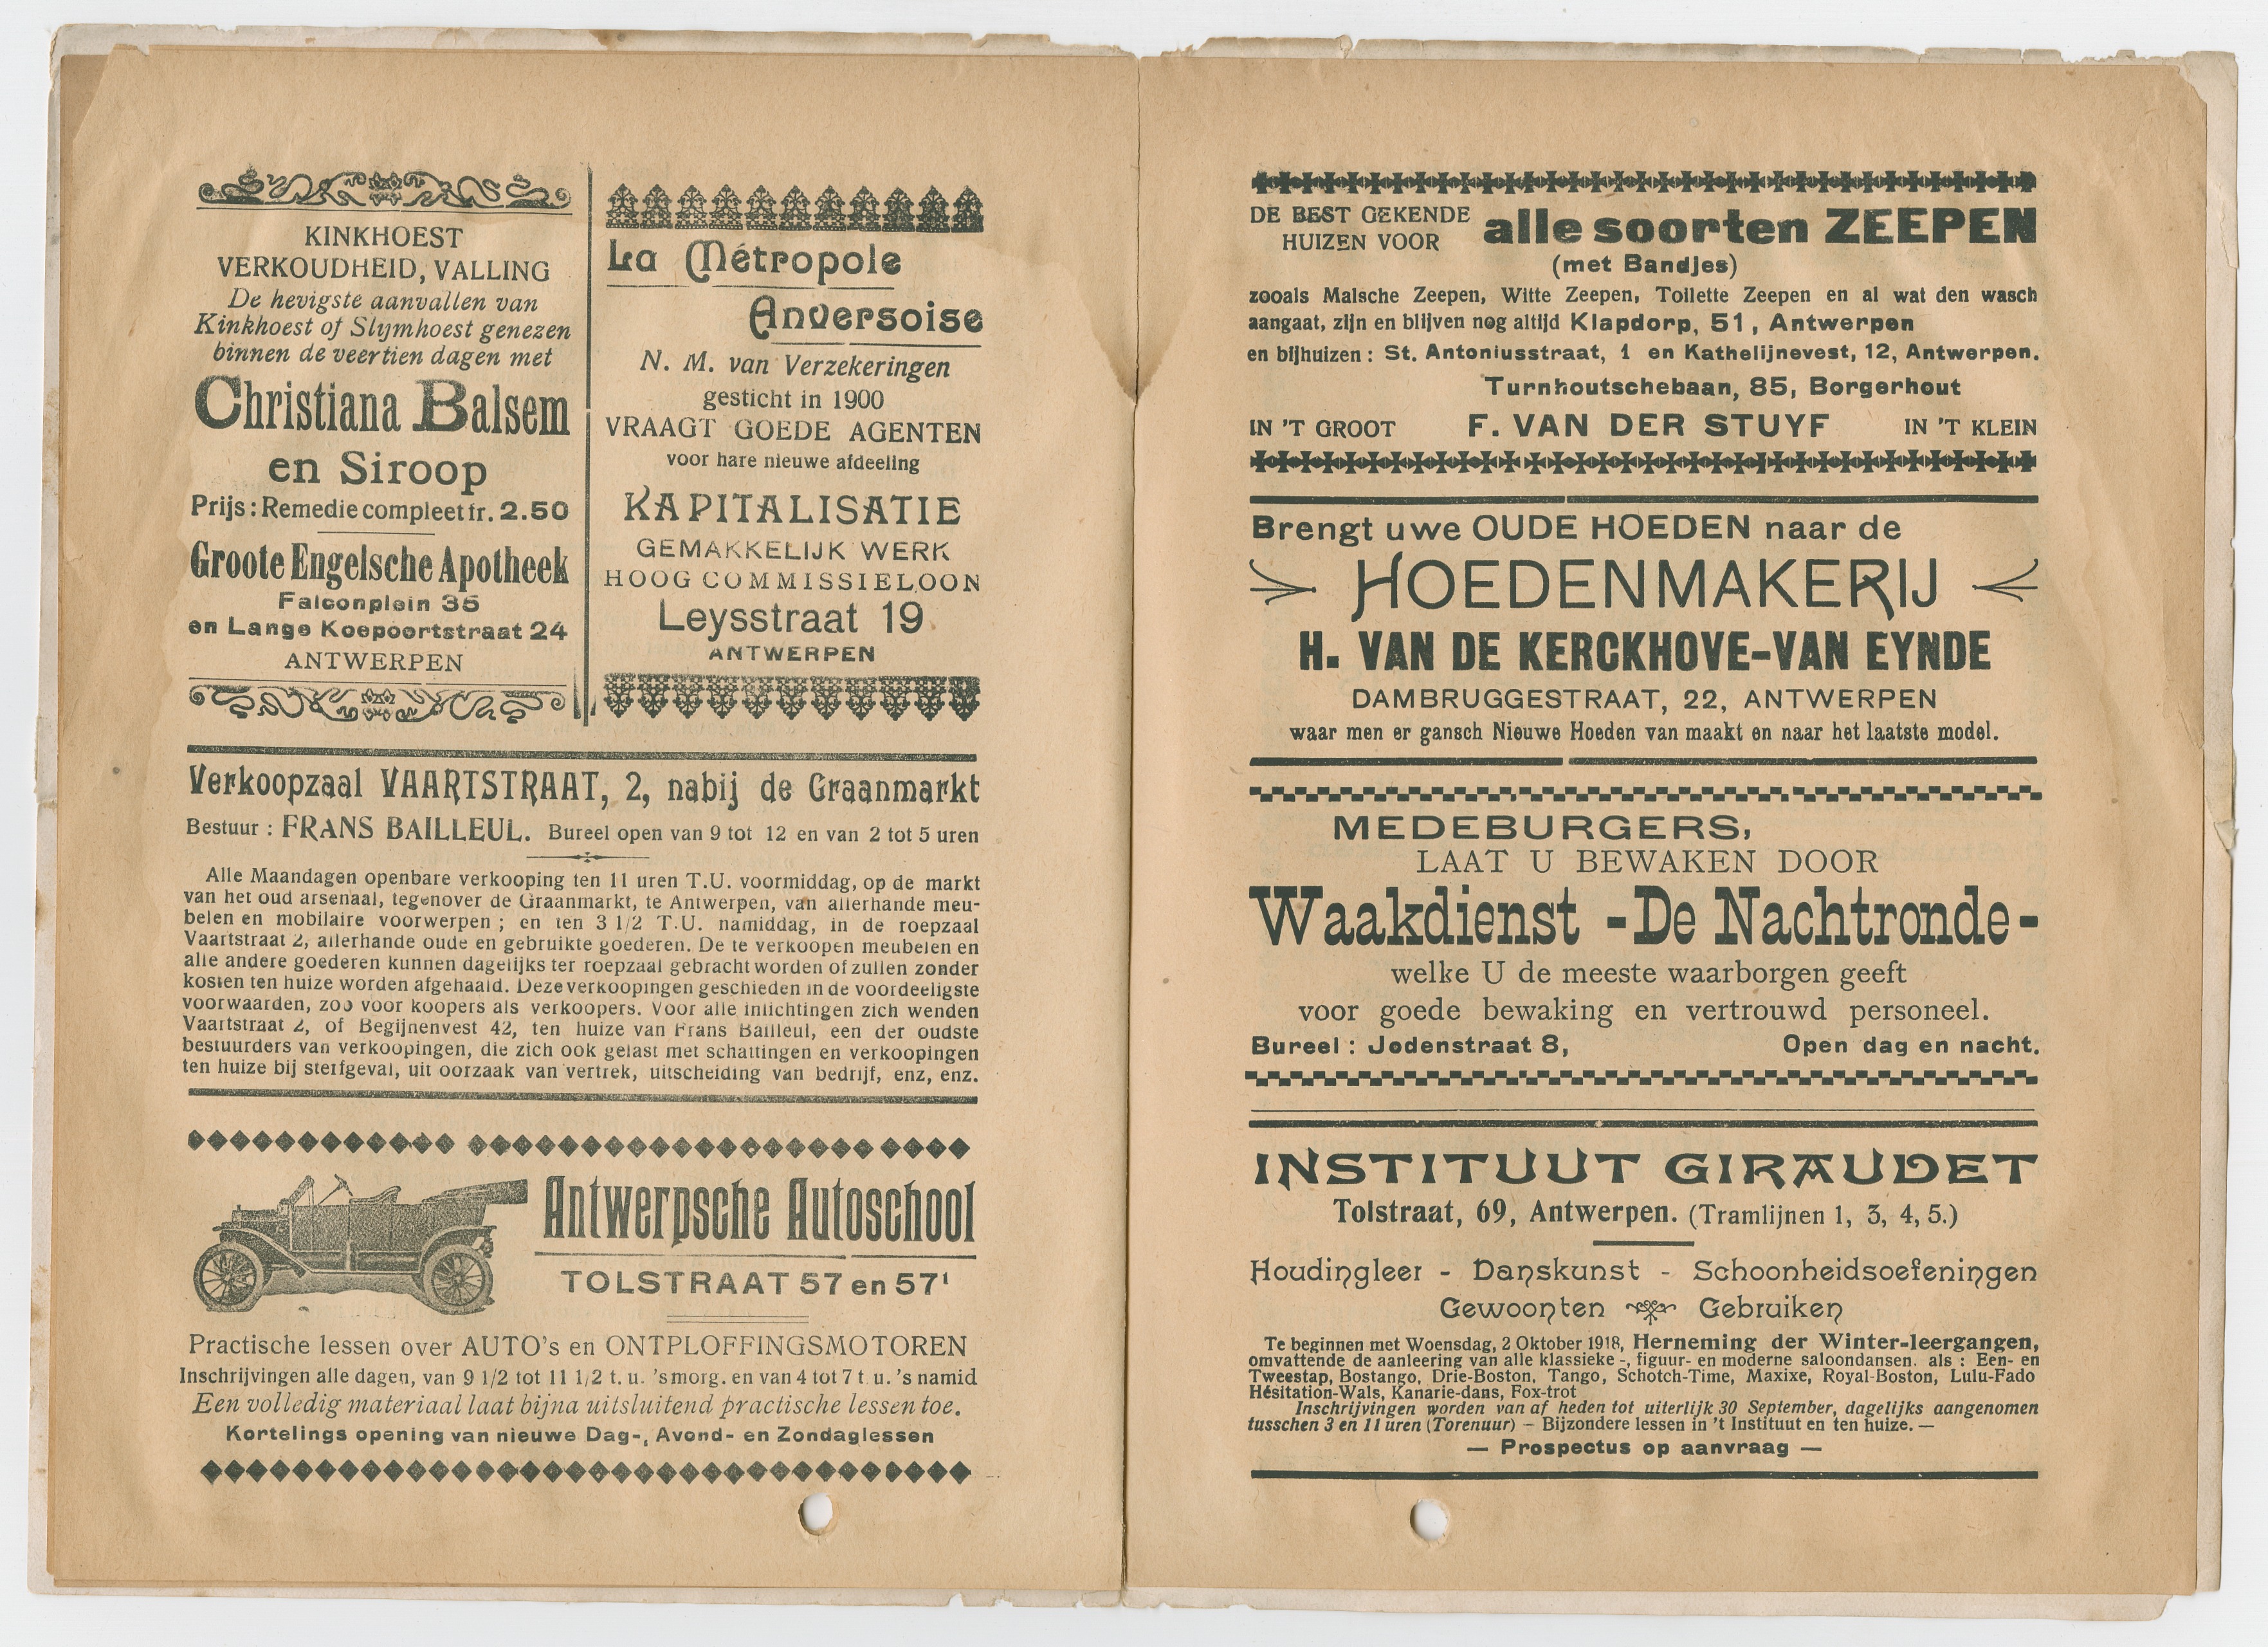 KINKHOEST
VERKOUDHEID, VALLING
De hevigste aanvallen van
Kinkhoest of Slijmhoest genezen
binnen de veertien dagen met
Christiana Balsem
en Siroop
Prijs: Remedie compleet fr. 2.50
Groote Engelsche Apotheek
Falconplein 35
en Lange Koepoortstraat 24
ANTWERPEN
La Métropole
Anversoise
N. M. van Verzekeringen
gesticht in 1900
VRAAGT GOEDE AGENTEN
voor hare nieuwe afdeeling
KAPITALISATIE
GEMAKKELIJK WERK
HOOG COMMISSIELOON
Leysstraat 19
ANTWERPEN
Verkoopzaal VAARTSTRAAT, 2, nabij de Graanmarkt
Bestuur : FRANS BAILLEUL. Bureel open van 9 tot 12 en van 2 tot 5 uren
Alle Maandagen openbare verkooping ten 11 uren T.U. voormiddag, op de markt
van het oud arsenaal, tegenover de Graanmarkt, te Antwerpen, van allerhande meu-
belen en mobilaire voorwerpen ; en ten 3 1/2 T.U. namiddag, in de roepzaal
Vaartstraat 2, allerhande oude en gebruikte goederen. De te verkoopen meubelen en
alle andere goederen kunnen dagelijks ter roepzaal gebracht worden of zullen zonder
kosten ten huize worden afgehaald. Deze verkoopingen geschieden in de voordeeligste
voorwaarden, zoo voor koopers als verkoopers. Voor alle inlichtingen zich wenden
Vaartstraat 2, of Begijnenvest 42, ten huize van Frans Bailleul, een der oudste
bestuurders van verkoopingen, die zich ook gelast met schattingen en verkoopingen
ten huize bij sterfgeval, uit oorzaak van vertrek, uitscheiding van bedrijf, enz, enz.
Antwerpsche Autoschool
TOLSTRAAT 57 en 57¹
Practische lessen over AUTO's en ONTPLOFFINGSMOTOREN
Inschrijvingen alle dagen, van 9 1/2 tot 11 1/2 t. u. 's morg. en van 4 tot 7 t. u. 's namid
Een volledig materiaal laat bijna uitsluitend practische lessen toe.
Kortelings opening van nieuwe Dag-, Avond- en Zondaglessen
DE BEST GEKENDE
HUIZEN VOOR
alle soorten ZEEPEN
(met Bandjes)
zooals Malsche Zeepen, Witte Zeepen, Toilette Zeepen en al wat den wasch
aangaat, zijn en blijven nog altijd Klapdorp, 51, Antwerpen
en bijhuizen : St. Antoniusstraat, 1 en Kathelijnevest, 12, Antwerpen.
Turnhoutschebaan, 85, Borgerhout
IN 'T GROOT F. VAN DER STUYF IN 'T KLEIN
Brengt uwe OUDE HOEDEN naar de
HOEDENMAKERIJ
H. VAN DE KERCKHOVE-VAN EYNDE
DAMBRUGGESTRAAT, 22, ANTWERPEN
waar men er gansch Nieuwe Hoeden van maakt en naar het laatste model.
MEDEBURGERS,
LAAT U BEWAKEN DOOR
Waakdienst -De Nachtronde-
welke U de meeste waarborgen geeft
voor goede bewaking en vertrouwd personeel.
Bureel : Jodenstraat 8, Open dag en nacht.
INSTITUUT GIRAUDET
Tolstraat, 69, Antwerpen. (Tramlijnen 1, 3, 4, 5.)
Houdingleer - Danskunst - Schoonheidsoefeningen
Gewoonten Gebruiken
Te beginnen met Woensdag, 2 Oktober 1918, Herneming der Winter-leergangen,
omvattende de aanleering van alle klassieke -, figuur- en moderne saloondansen. als : Een- en
Tweestap, Bostango, Drie-Boston, Tango, Schotch-Time, Maxixe, Royal-Boston, Lulu-Fado
Hésitation-Wals, Kanarie-dans, Fox-trot
Inschrijvingen worden van af heden tot uiterlijk 30 September, dagelijks aangenomen
tusschen 3 en 11 uren (Torenuur) — Bijzondere lessen in 't Instituut en ten huize. —
— Prospectus op aanvraag —